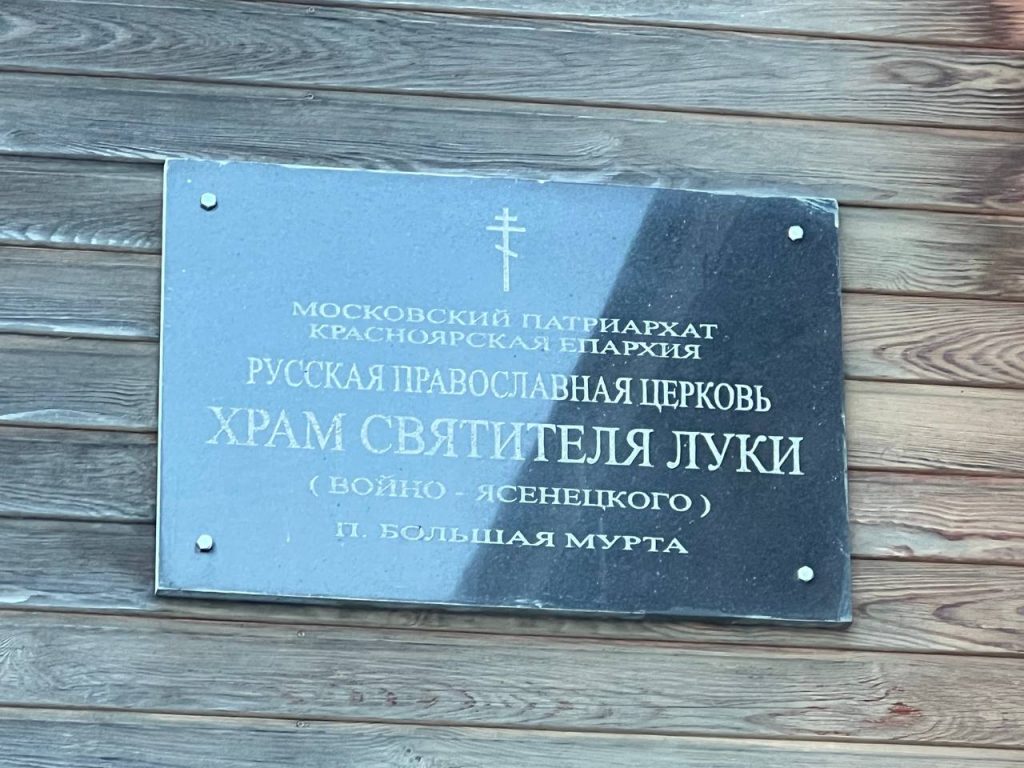 МОСКОВСКИЙ ПАТРИАРХАТ
КРАСНОЯРСКАЯ ЕПАРХИЯ
РУССКАЯ ПРАВОСЛАВНАЯ ЦЕРКОВЬ
ХРАМ СВЯТИТЕЛЯ ЛУКИ
( ВОЙНО - ЯСЕНЕЦКОГО )
П. БОЛЬШАЯ МУРТА